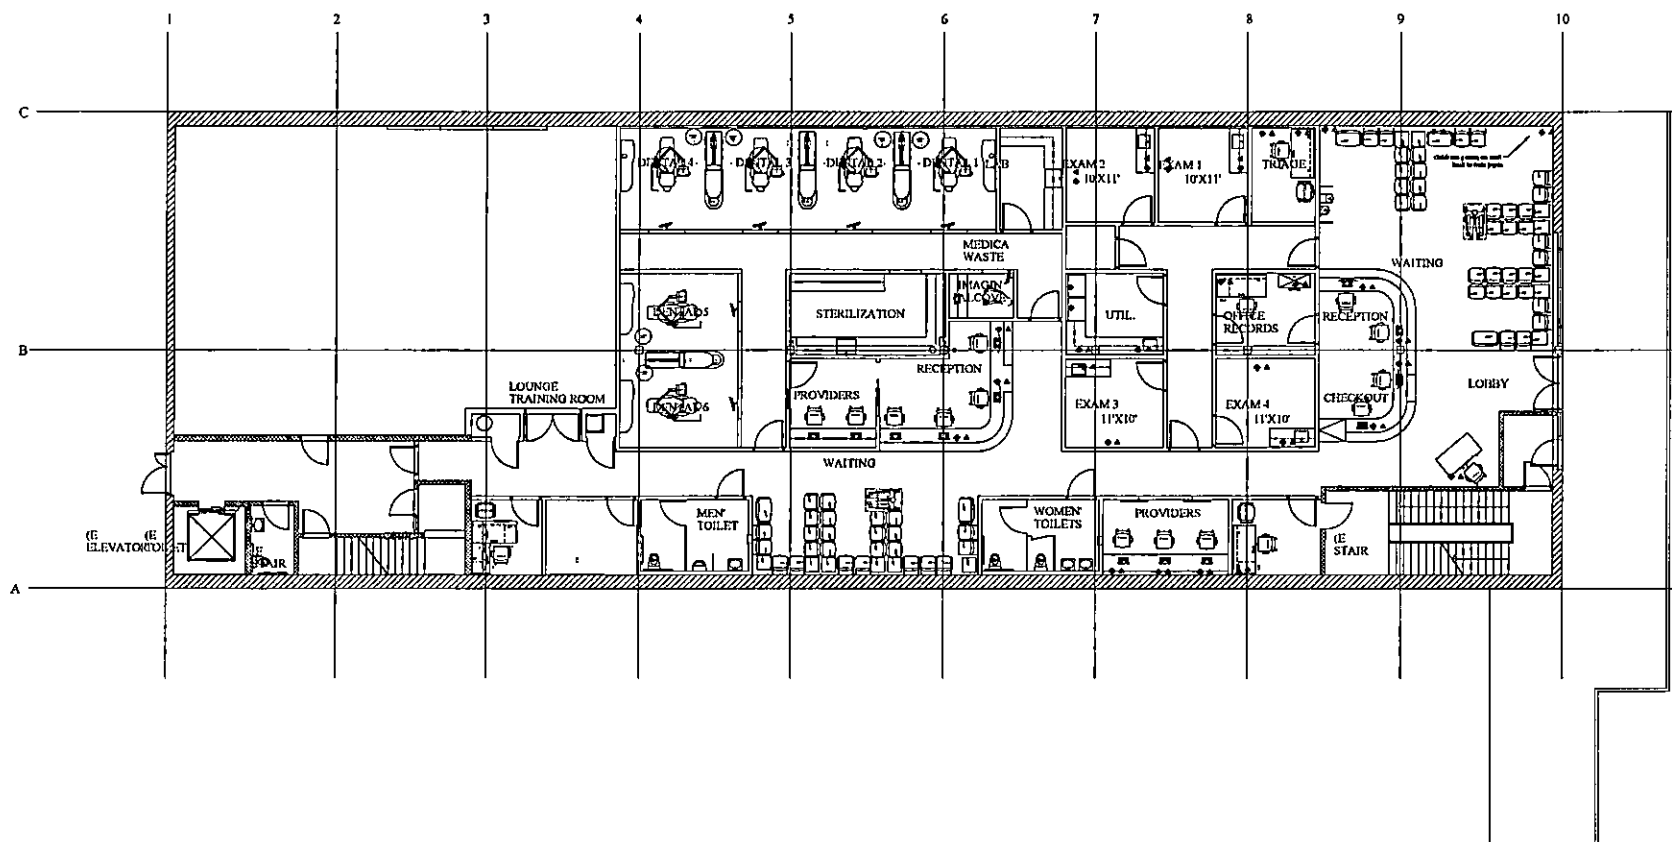 1 2 3 4 5 6 7 8 9 10
C
DENTAL 4 DENTAL 3 DENTAL 2 DENTAL 1 LAB EXAM 2 EXAM 1 TRIAGE
10'X11' 10'X11'
MEDICA
WASTE
WAITING
IMAGIN
ALCOVE
DENTAL 5 STERILIZATION UTIL. OFFICE
RECORDS
RECEPTION
B
RECEPTION
LOUNGE
TRAINING ROOM
PROVIDERS
LOBBY
DENTAL 6
EXAM 3
11'X10'
EXAM 4
11'X10'
CHECKOUT
WAITING
MEN'
TOILET
WOMEN'
TOILETS
PROVIDERS
(E
ELEVATOR
(E
(E
STAIR
A